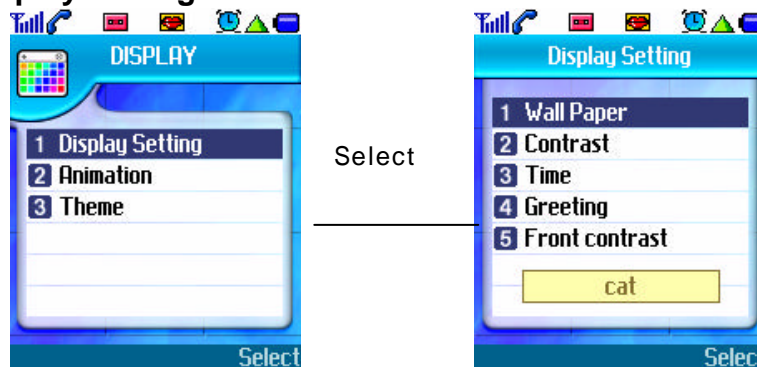 DISPLAY
1 Display Setting
2 Animation
3 Theme
Select
Select
Display Setting
1 Wall Paper
2 Contrast
3 Time
4 Greeting
5 Front contrast
cat
Selec